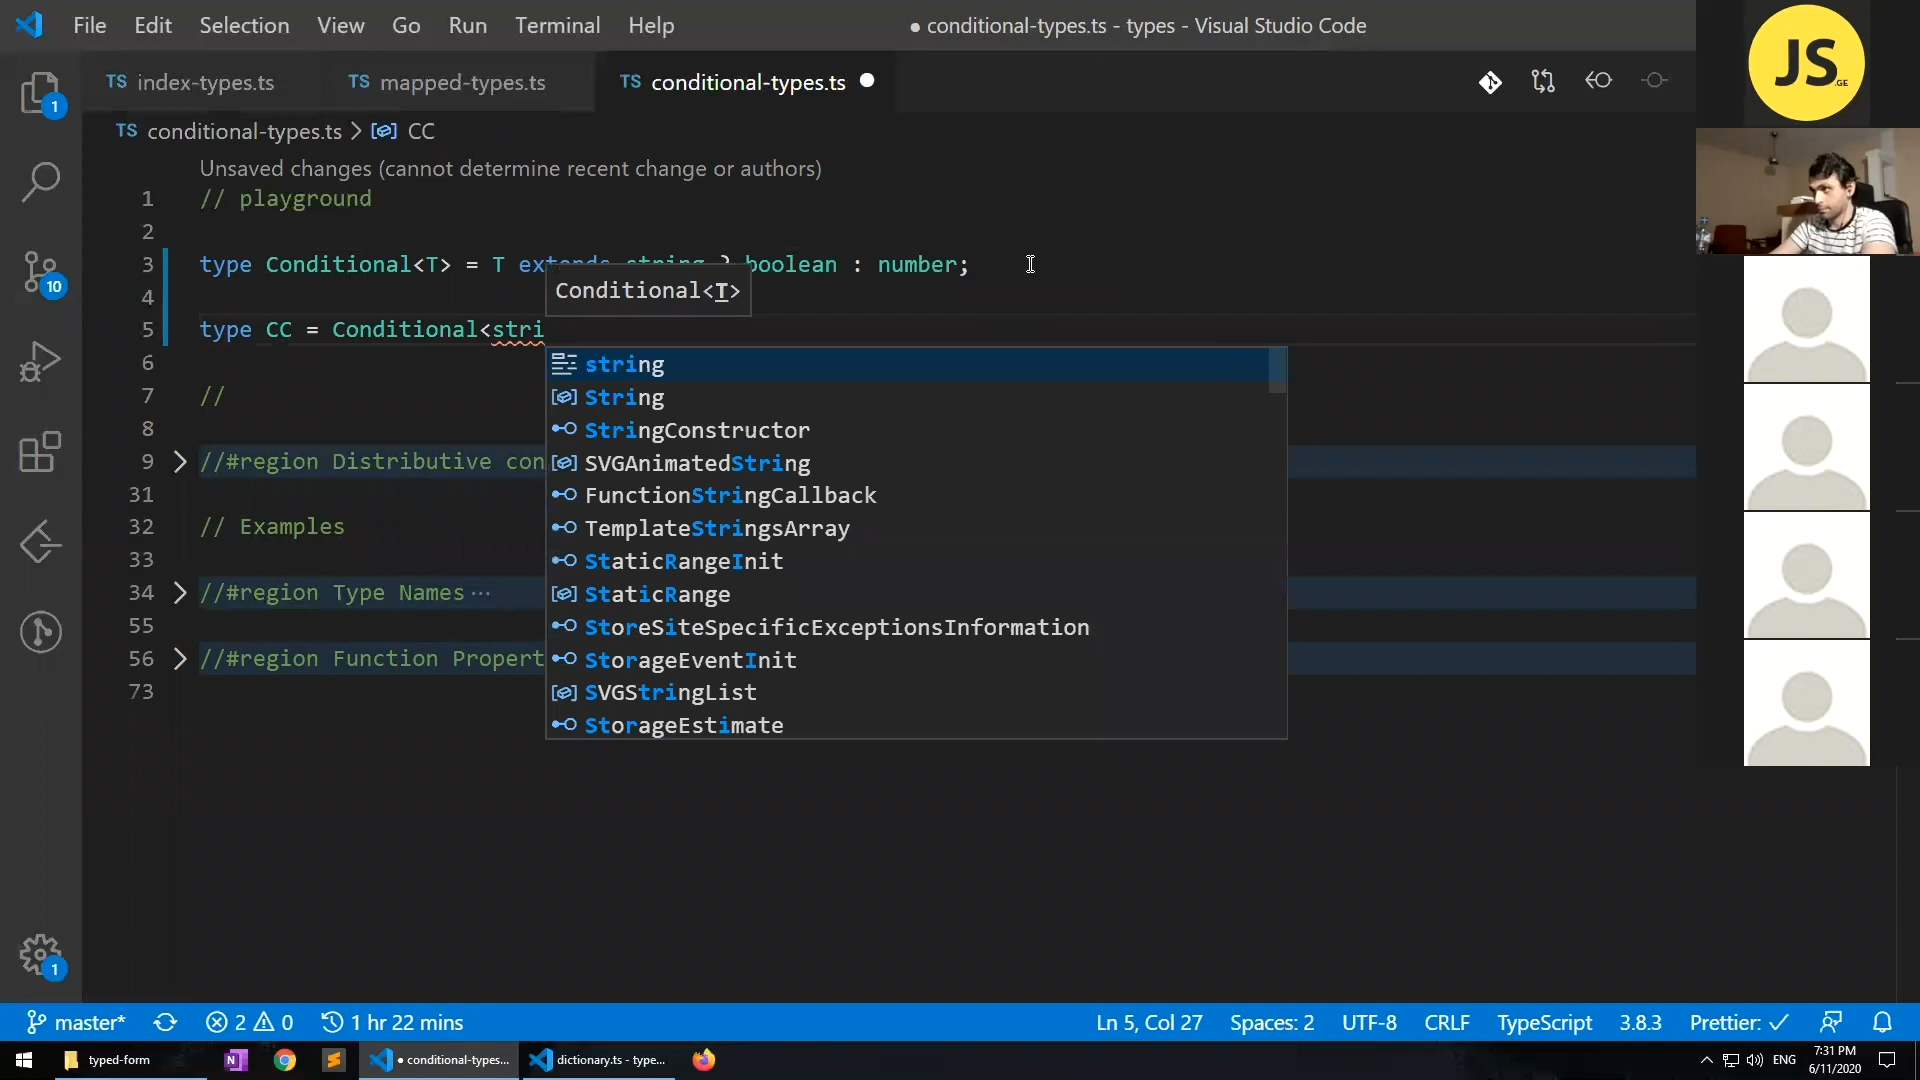 File Edit Selection View Go Run Terminal Help
● conditional-types.ts - types - Visual Studio Code
JS
.GE
TS index-types.ts
TS mapped-types.ts
TS conditional-types.ts
TS conditional-types.ts > CC
Unsaved changes (cannot determine recent change or authors)
1 // playground
2
3 type Conditional<T> = T extends string ? boolean : number;
Conditional<T>
4
5 type CC = Conditional<stri
6
7 //
8
9 //#region Distributive con
31
32 // Examples
33
34 //#region Type Names ···
55
56 //#region Function Propert
73
string
String
StringConstructor
SVGAnimatedString
FunctionStringCallback
TemplateStringsArray
StaticRangeInit
StaticRange
StoreSiteSpecificExceptionsInformation
StorageEventInit
SVGStringList
StorageEstimate
1
10
1
master* 2 0 1 hr 22 mins
Ln 5, Col 27 Spaces: 2 UTF-8 CRLF TypeScript 3.8.3 Prettier: ✓
typed-form
N
● conditional-types...
dictionary.ts - type...
ENG
7:31 PM
6/11/2020